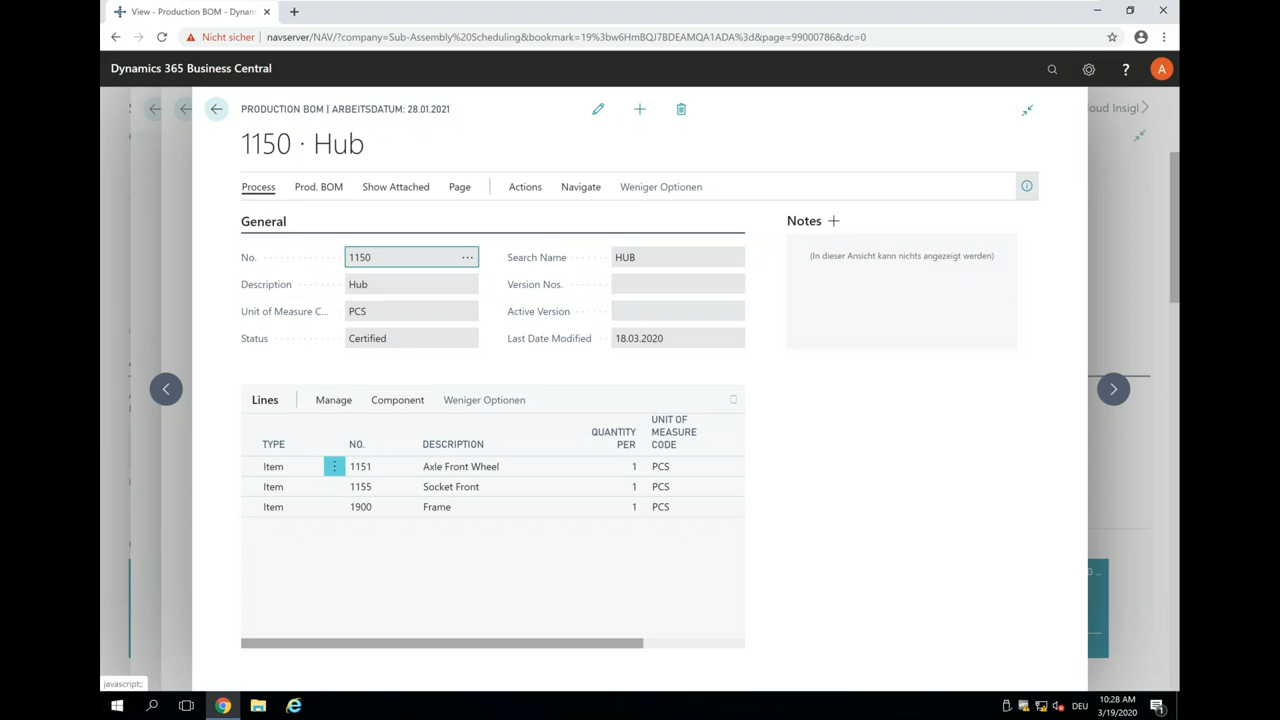 View - Production BOM - Dynam
Nicht sicher
navserver/NAV/?company=Sub-Assembly%20Scheduling&bookmark=19%3bw6HmBQJ7BDEAMQA1ADA%3d&page=99000786&dc=0
Dynamics 365 Business Central
?
A
PRODUCTION BOM | ARBEITSDATUM: 28.01.2021
oud Insigl
1150 · Hub
Process Prod. BOM Show Attached Page Actions Navigate Weniger Optionen
General
Notes
No. 1150 Search Name HUB
(In dieser Ansicht kann nichts angezeigt werden)
Description Hub Version Nos.
Unit of Measure C... PCS Active Version
Status Certified Last Date Modified 18.03.2020
Lines Manage Component Weniger Optionen
TYPE NO. DESCRIPTION QUANTITY PER UNIT OF MEASURE CODE
Item 1151 Axle Front Wheel 1 PCS
Item 1155 Socket Front 1 PCS
Item 1900 Frame 1 PCS
javascript:;
DEU
10:28 AM
3/19/2020
1